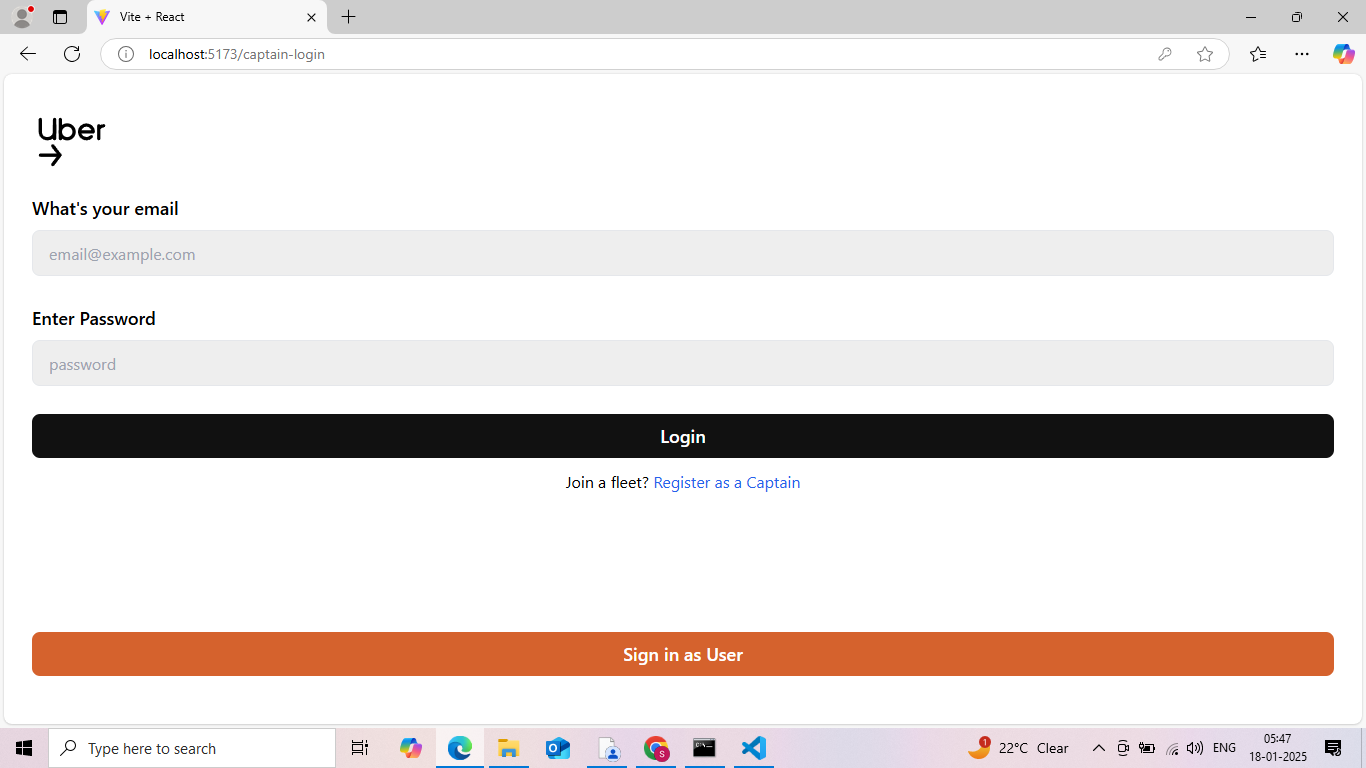 Vite + React
localhost:5173/captain-login
Uber
What's your email
email@example.com
Enter Password
password
Login
Join a fleet? Register as a Captain
Sign in as User
Type here to search
1
22°C Clear
ENG
05:47
18-01-2025